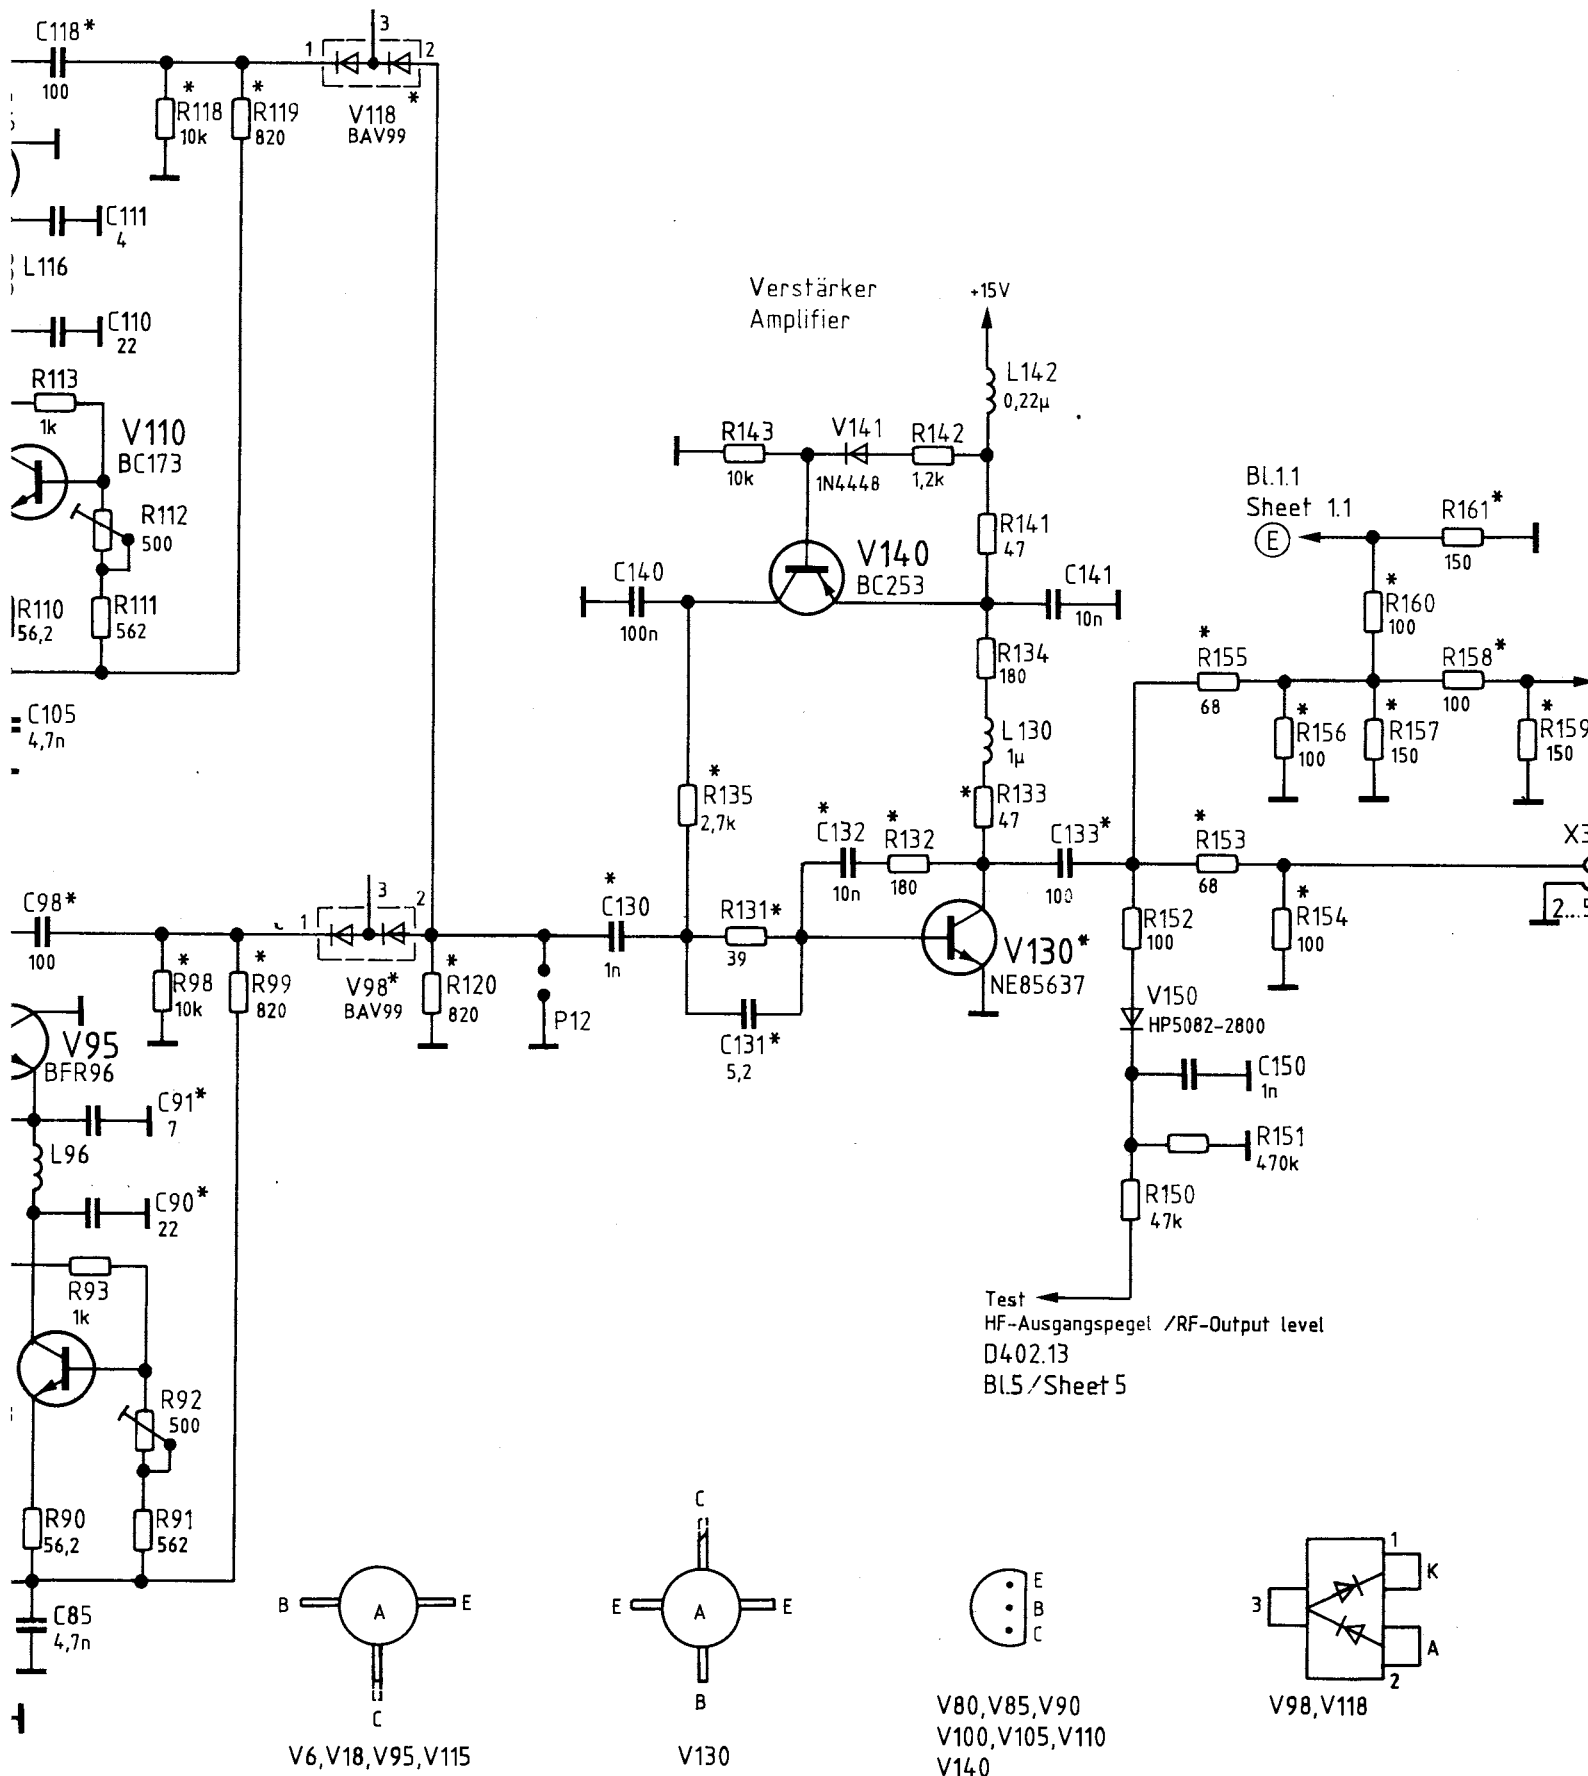 C118*
100
*
R118
10k
*
R119
820
1
3
2
V118
BAV99
*
C111
4
L116
C110
22
R113
1k
V110
BC173
R112
500
R110
56,2
R111
562
C105
4,7n
Verstärker
Amplifier
+15V
L142
0,22µ
R143
10k
V141
1N4448
R142
1,2k
R141
47
V140
BC253
C140
100n
C141
10n
R134
180
L130
1µ
*
R135
2,7k
*
R133
47
*
C132
10n
*
R132
180
C133*
100
Bl.1.1
Sheet 1.1
E
R161*
150
*
R160
100
*
R155
68
R158*
100
*
R156
100
*
R157
150
*
R159
150
*
R153
68
X3
2...5
*
R154
100
C98*
100
*
R98
10k
*
R99
820
1
3
2
V98*
BAV99
*
R120
820
P12
*
C130
1n
R131*
39
C131*
5,2
V130*
NE85637
R152
100
V150
HP5082-2800
C150
1n
R151
470k
R150
47k
Test
HF-Ausgangspegel /RF-Output level
D402.13
Bl.5/Sheet 5
V95
BFR96
C91*
7
L96
C90*
22
R93
1k
R92
500
R90
56,2
R91
562
C85
4,7n
B
A
E
C
V6,V18,V95,V115
C
E
A
E
B
V130
E
B
C
V80,V85,V90
V100,V105,V110
V140
1
K
3
A
2
V98,V118